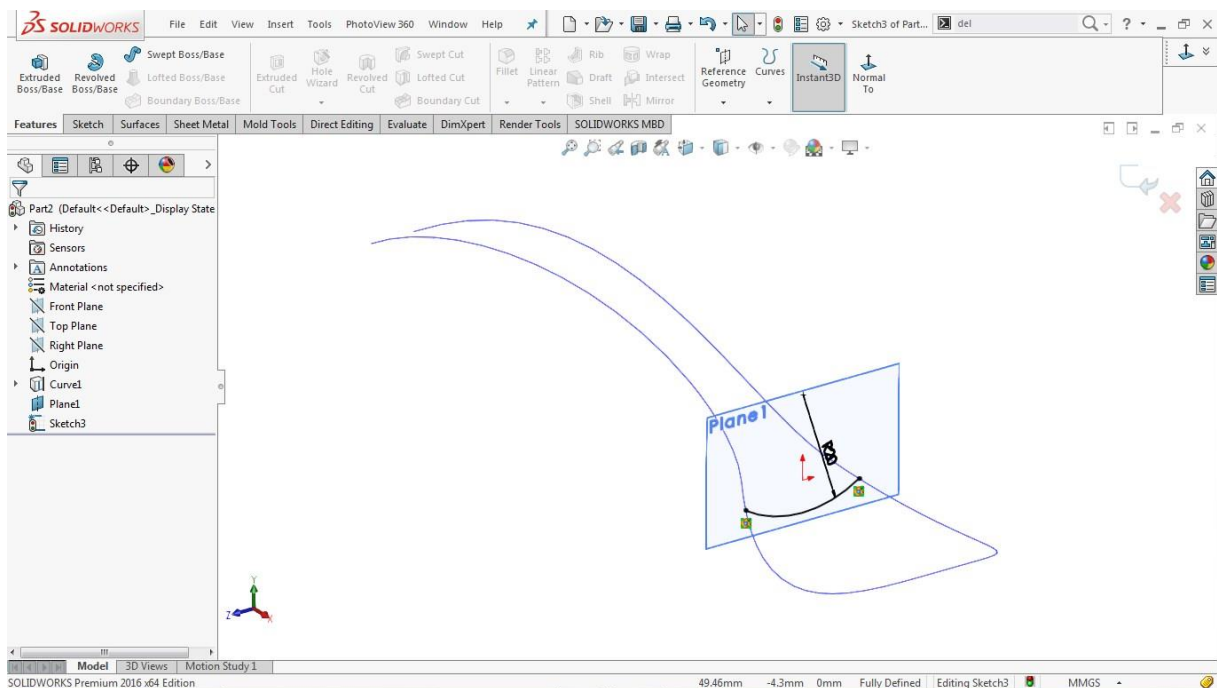 SOLIDWORKS File Edit View Insert Tools PhotoView 360 Window Help Sketch3 of Part... del ?
Extruded Boss/Base
Revolved Boss/Base
Swept Boss/Base
Lofted Boss/Base
Boundary Boss/Base
Extruded Cut
Hole Wizard
Revolved Cut
Swept Cut
Lofted Cut
Boundary Cut
Fillet
Linear Pattern
Rib
Draft
Shell
Wrap
Intersect
Mirror
Reference Geometry
Curves
Instant3D
Normal To
Features Sketch Surfaces Sheet Metal Mold Tools Direct Editing Evaluate DimXpert Render Tools SOLIDWORKS MBD
Part2 (Default<<Default>_Display State
History
Sensors
Annotations
Material <not specified>
Front Plane
Top Plane
Right Plane
Origin
Curve1
Plane1
Sketch3
Plane1
Y
Z
X
Model 3D Views Motion Study 1
SOLIDWORKS Premium 2016 x64 Edition 49.46mm -4.3mm 0mm Fully Defined Editing Sketch3 MMGS